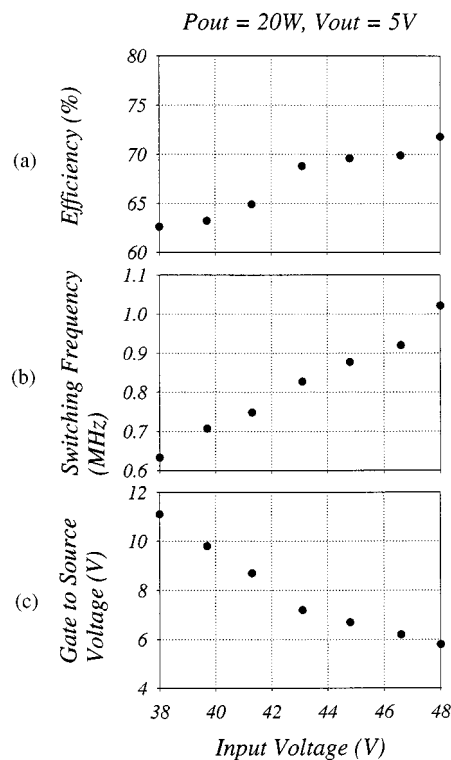 Pout = 20W, Vout = 5V
(a)
Efficiency (%)
80
75
70
65
60
(b)
Switching Frequency
(MHz)
1.1
1.0
0.9
0.8
0.7
0.6
(c)
Gate to Source
Voltage (V)
12
10
8
6
4
38 40 42 44 46 48
Input Voltage (V)